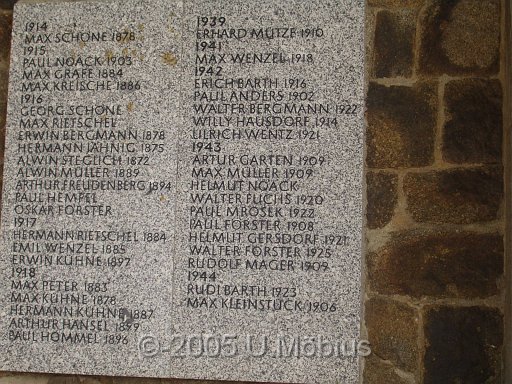 1914
MAX SCHÖNE 1878
1915
PAUL NOACK 1903
MAX GRÄFE 1884
MAX KREISCHE 1886
1916
GEORG SCHÖNE
MAX RIETSCHEL
ERWIN BERGMANN 1878
HERMANN JÄHNIG 1875
ALWIN STEGLICH 1872
ALWIN MÜLLER 1889
ARTHUR FREUDENBERG 1894
PAUL HEMPEL
OSKAR FÖRSTER
1917
HERMANN RIETSCHEL 1884
EMIL WENZEL 1885
ERWIN KÜHNE 1897
1918
MAX PETER 1883
MAX KÜHNE 1878
HERMANN KÜHNE 1887
ARTHUR HÄNSEL 1899
PAUL HOMMEL 1896
1939
ERHARD MUTZE 1910
1941
MAX WENZEL 1918
1942
ERICH BARTH 1916
PAUL ANDERS 1902
WALTER BERGMANN 1922
WILLY HAUSDORF 1914
ULRICH WENTZ 1921
1943
ARTUR GARTEN 1909
MAX MÜLLER 1909
HELMUT NOACK
WALTER FUCHS 1920
PAUL MROSEK 1922
PAUL FÖRSTER 1908
HELMUT GERSDORF 1921
WALTER FÖRSTER 1925
RUDOLF MAGER 1909
1944
RUDI BARTH 1923
MAX KLEINSTÜCK 1906
©-2005 U.Möbius